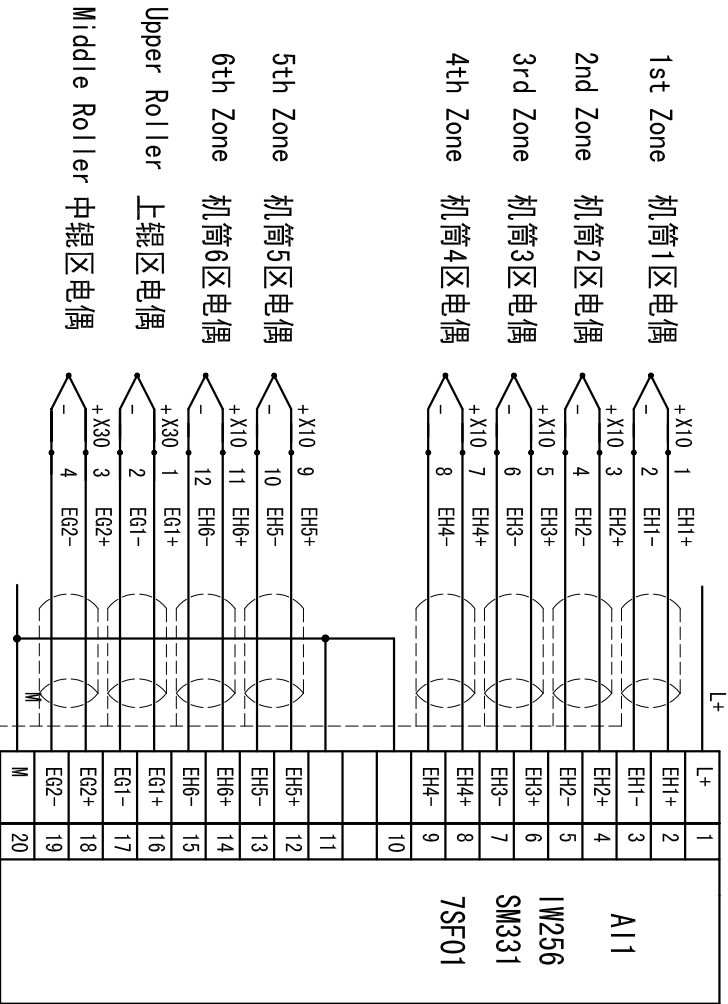 1st Zone 机筒1区电偶
2nd Zone 机筒2区电偶
3rd Zone 机筒3区电偶
4th Zone 机筒4区电偶
5th Zone 机筒5区电偶
6th Zone 机筒6区电偶
Upper Roller 上辊区电偶
Middle Roller 中辊区电偶
L+
+X10 1 EH1+
- 2 EH1-
+X10 3 EH2+
- 4 EH2-
+X10 5 EH3+
- 6 EH3-
+X10 7 EH4+
- 8 EH4-
+X10 9 EH5+
- 10 EH5-
+X10 11 EH6+
- 12 EH6-
+X30 1 EG1+
- 2 EG1-
+X30 3 EG2+
- 4 EG2-
M
L+ 1
EH1+ 2
EH1- 3
EH2+ 4
EH2- 5
EH3+ 6
EH3- 7
EH4+ 8
EH4- 9
10
11
EH5+ 12
EH5- 13
EH6+ 14
EH6- 15
EG1+ 16
EG1- 17
EG2+ 18
EG2- 19
M 20
AI1
IW256
SM331
7SF01